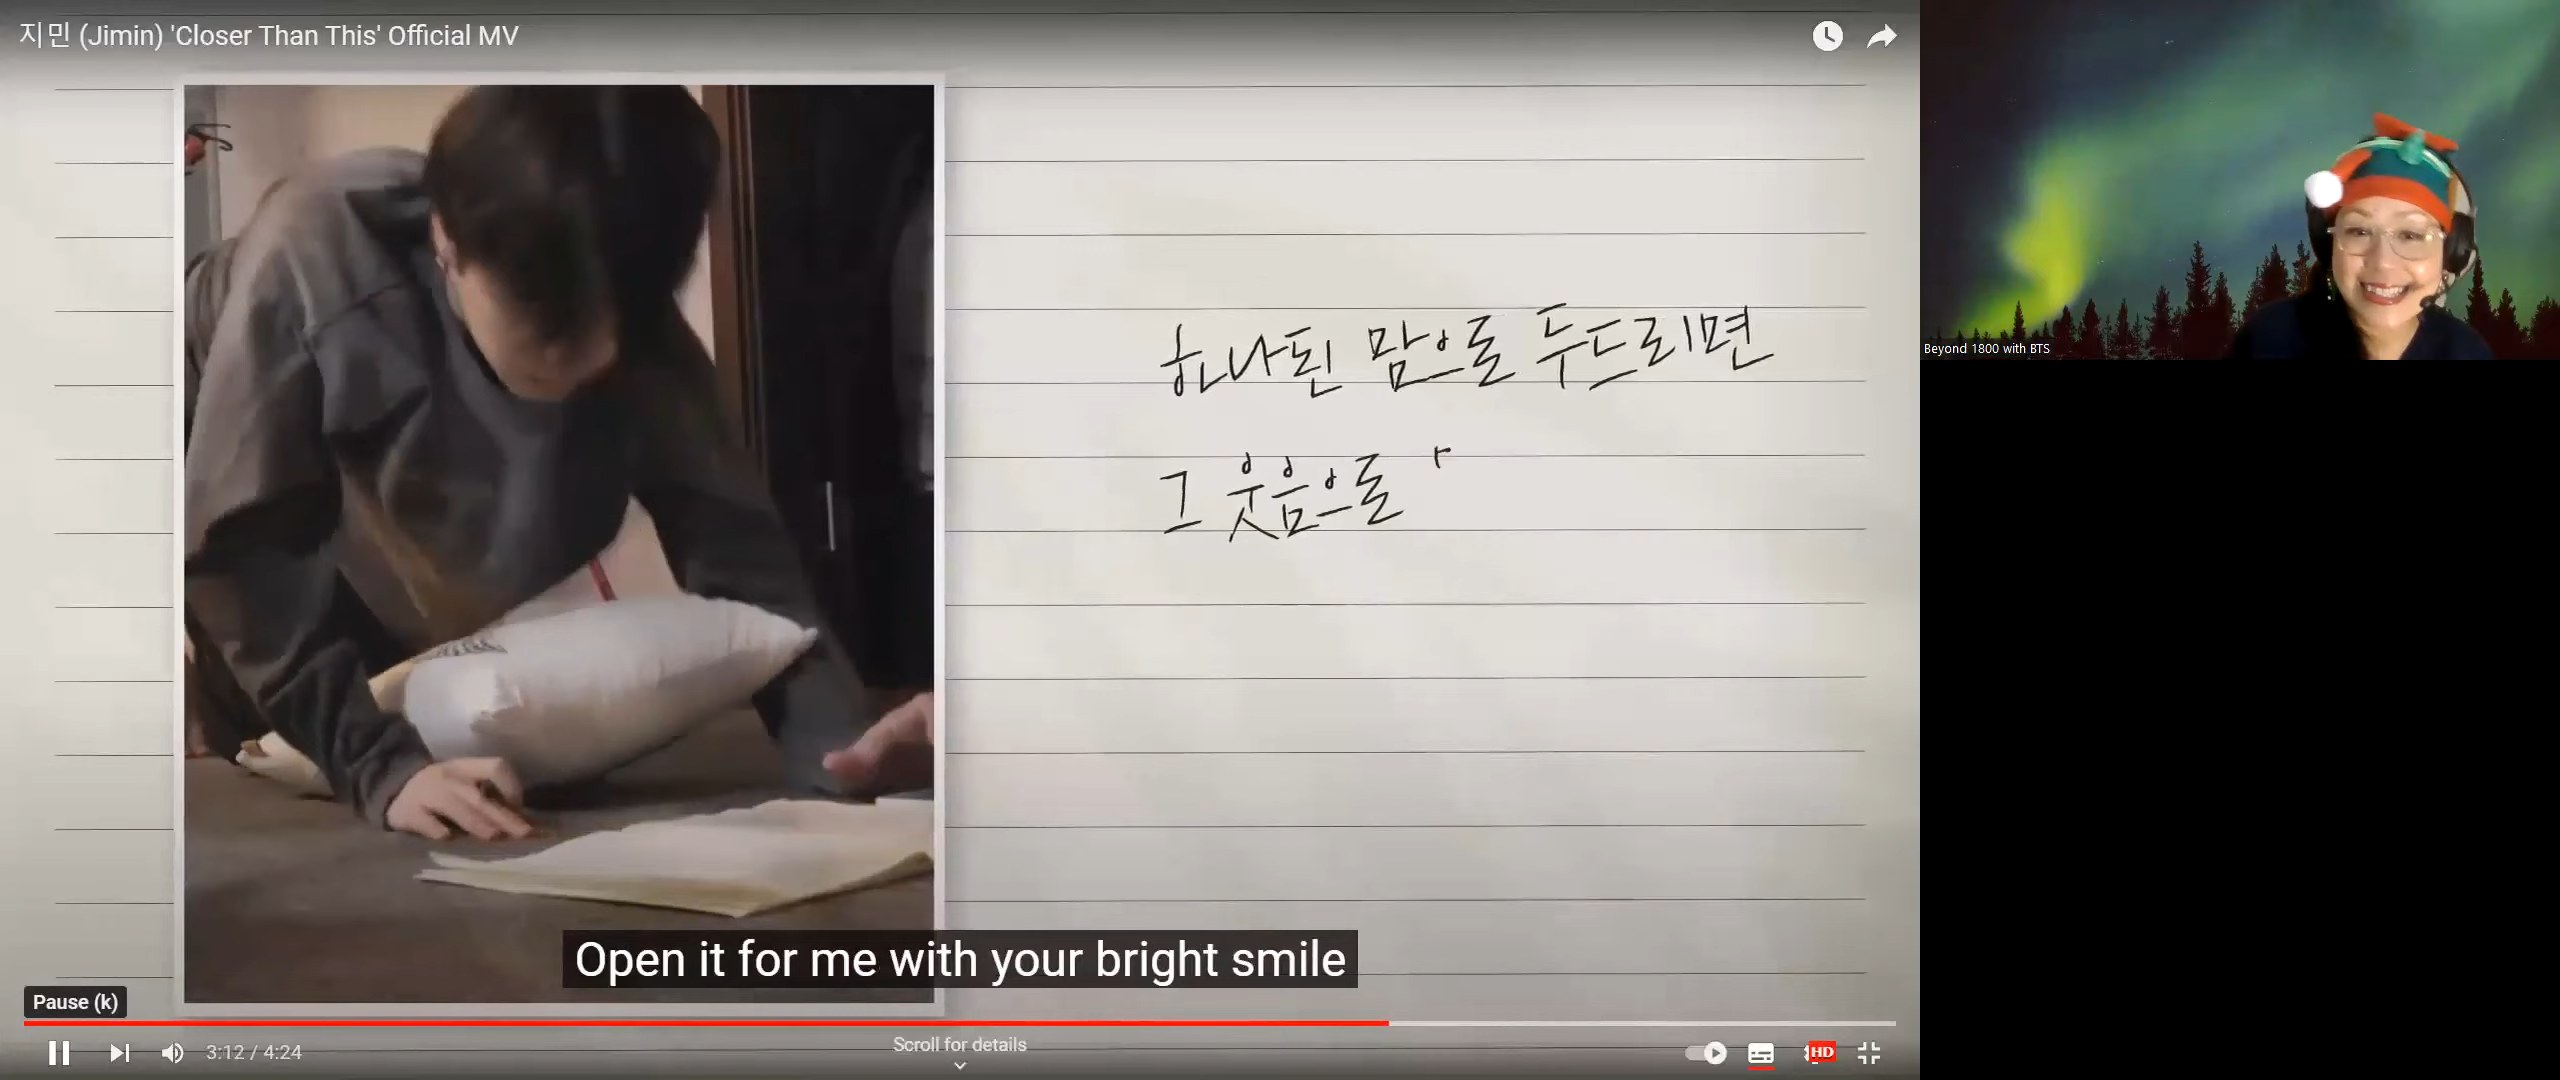 지민 (Jimin) 'Closer Than This' Official MV
하나된 맘으로 두드리면
그 웃음으로
Open it for me with your bright smile
Pause (k)
3:12 / 4:24
Scroll for details
HD
Beyond 1800 with BTS